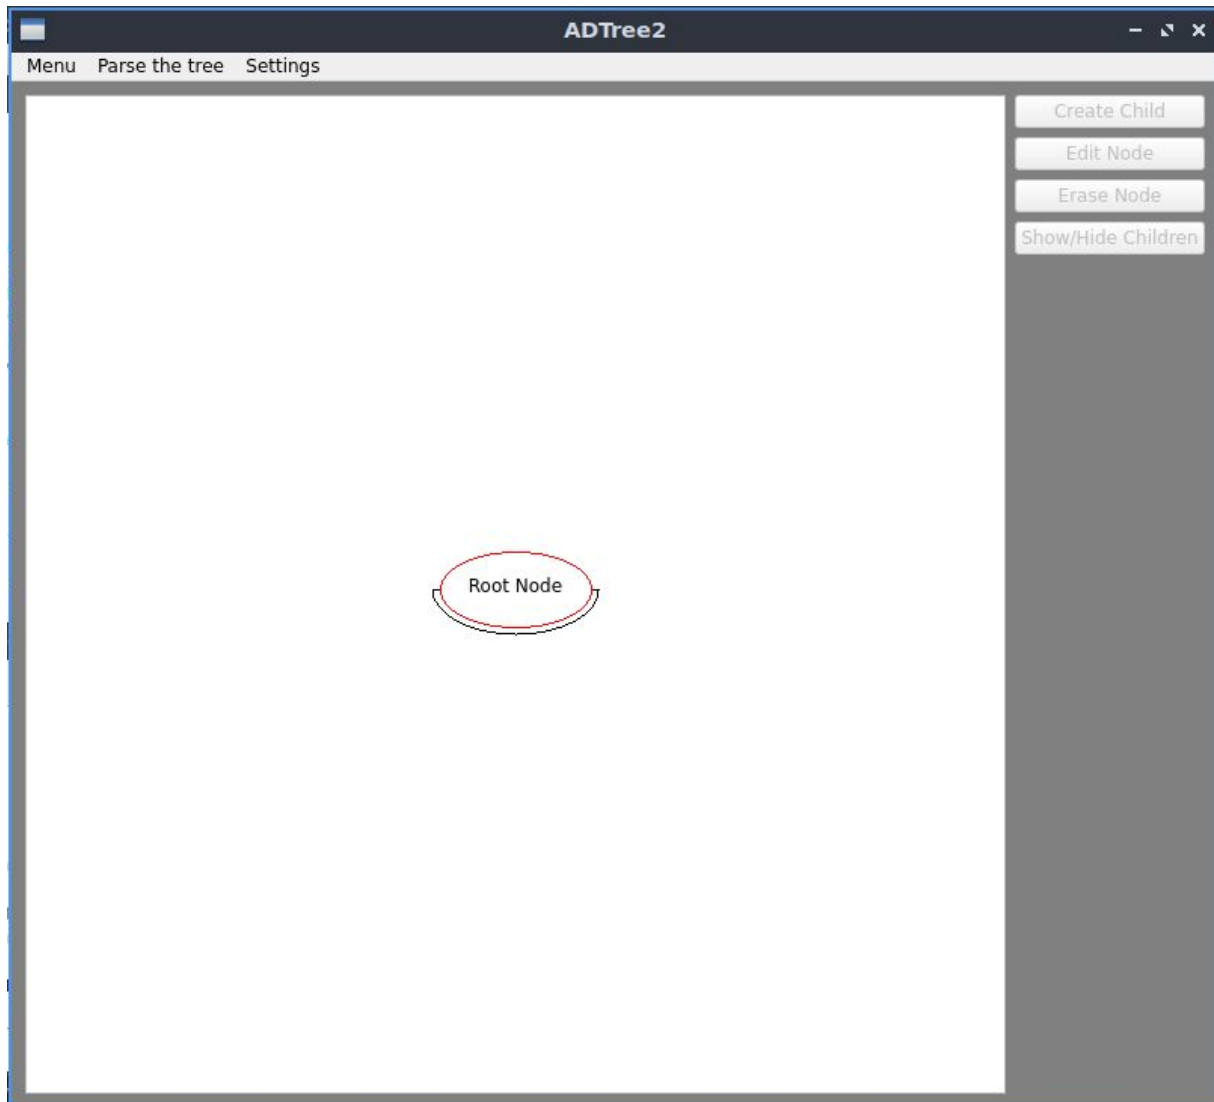 ADTree2
Menu Parse the tree Settings
Create Child
Edit Node
Erase Node
Show/Hide Children
Root Node